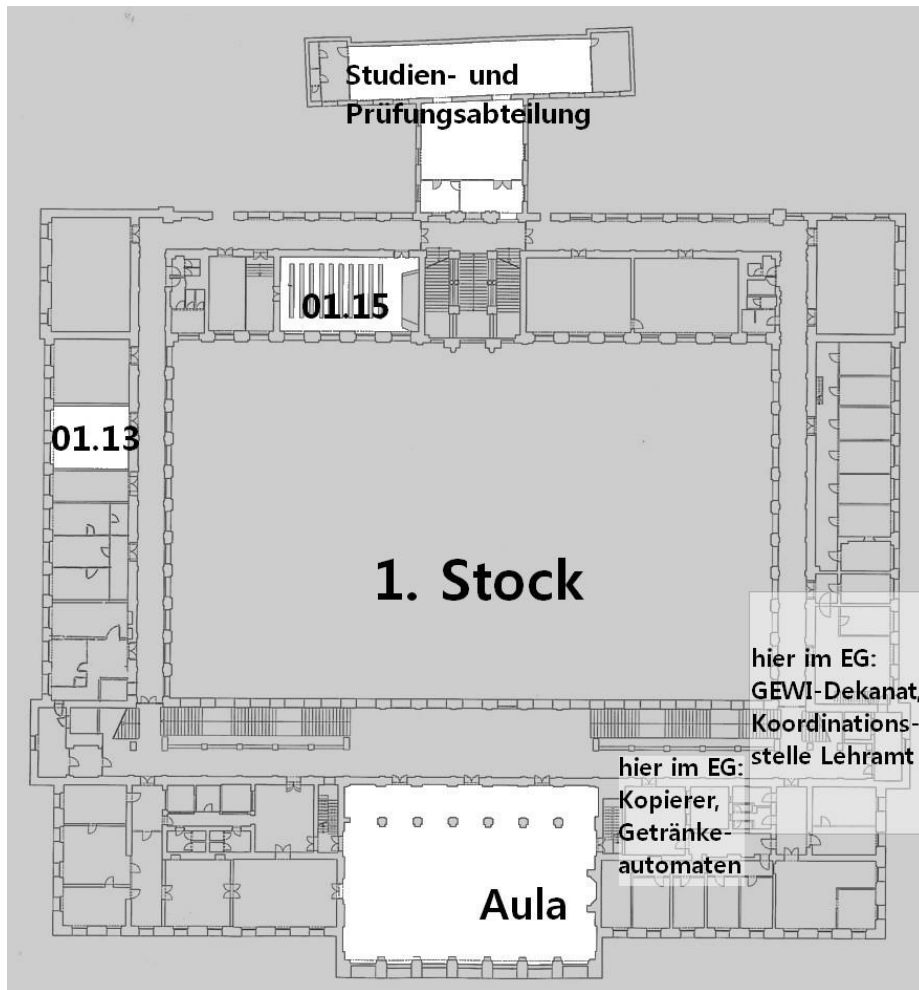 Studien- und
Prüfungsabteilung
01.15
01.13
1. Stock
hier im EG:
GEWI-Dekanat,
Koordinations-
stelle Lehramt
hier im EG:
Kopierer,
Getränke-
automaten
Aula